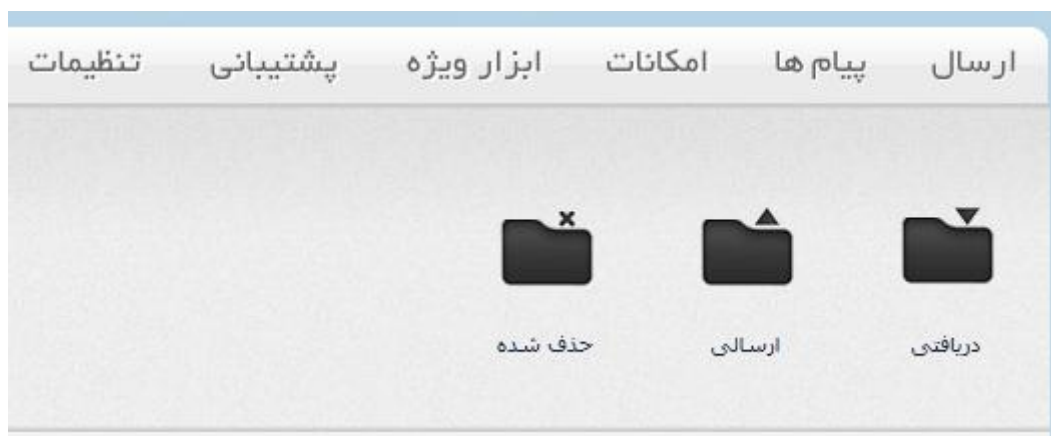 ارسال پیام ها امکانات ابزار ویژه پشتیبانی تنظیمات
دریافتی ارسالی حذف شده